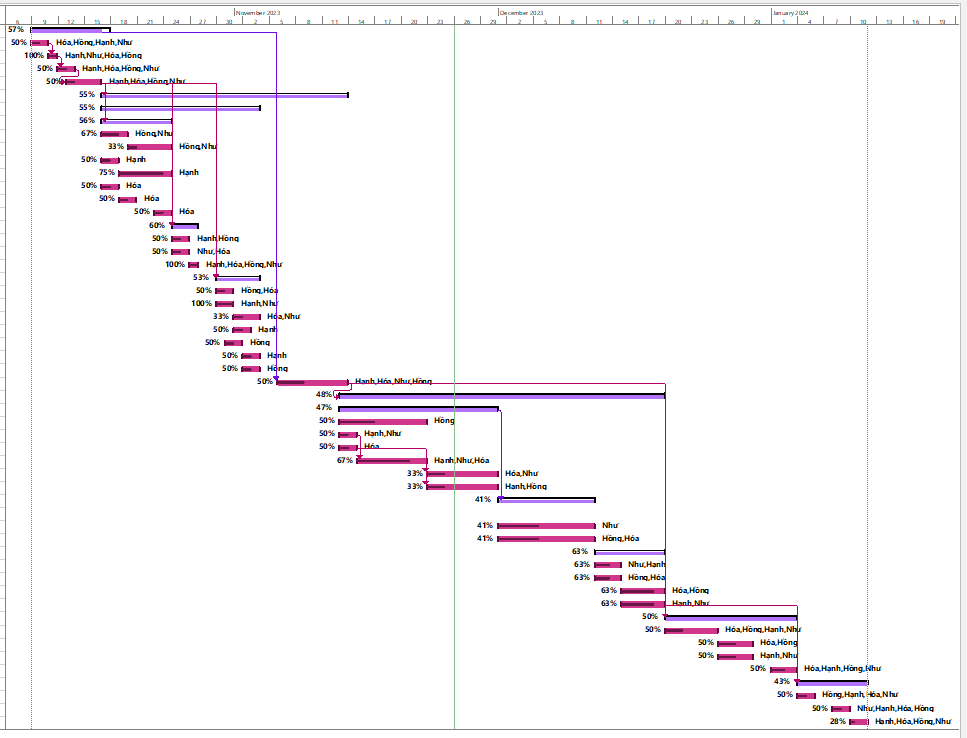 November 2023 December 2023 January 2024
6 9 12 15 18 21 24 27 30 2 5 8 11 14 17 20 23 26 29 2 5 8 11 14 17 20 23 26 29 1 4 7 10 13 16 19
57%
50% Hóa,Hồng,Hạnh,Như
100% Hạnh,Như,Hóa,Hồng
50% Hạnh,Hóa,Hồng,Như
50% Hạnh,Hóa,Hồng,Như
55%
55%
56%
67% Hồng,Như
33% Hồng,Như
50% Hạnh
75% Hạnh
50% Hóa
50% Hóa
50% Hóa
60%
50% Hạnh,Hồng
50% Như,Hóa
100% Hạnh,Hóa,Hồng,Như
53%
50% Hồng,Hóa
100% Hạnh,Như
33% Hóa,Như
50% Hạnh
50% Hồng
50% Hạnh
50% Hồng
50% Hạnh,Hóa,Như,Hồng
48%
47%
50% Hồng
50% Hạnh,Như
50% Hóa
67% Hạnh,Như,Hóa
33% Hóa,Như
33% Hạnh,Hồng
41%
41% Như
41% Hồng,Hóa
63%
63% Như,Hạnh
63% Hồng,Hóa
63% Hóa,Hồng
63% Hạnh,Như
50%
50% Hóa,Hồng,Hạnh,Như
50% Hóa,Hồng
50% Hạnh,Như
50% Hóa,Hạnh,Hồng,Như
43%
50% Hồng,Hạnh,Hóa,Như
50% Như,Hạnh,Hóa,Hồng
28% Hạnh,Hóa,Hồng,Như